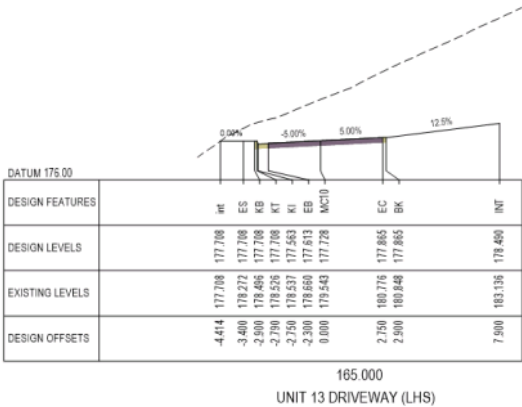 0.00%
-5.00%
5.00%
12.5%
DATUM 176.00
DESIGN FEATURES int ES KB KT KI EB MC10 EC BK INT
DESIGN LEVELS 177.708 177.708 177.708 177.708 177.563 177.613 177.728 177.865 177.865 178.490
EXISTING LEVELS 177.708 178.272 178.496 178.526 178.537 178.660 179.543 180.776 180.848 183.136
DESIGN OFFSETS -4.414 -3.400 -2.900 -2.790 -2.750 -2.300 0.000 2.750 2.900 7.900
165.000
UNIT 13 DRIVEWAY (LHS)